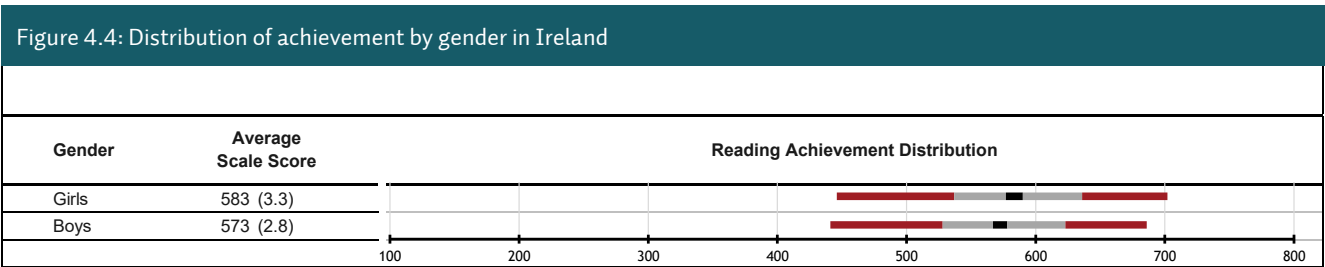 Figure 4.4: Distribution of achievement by gender in Ireland
Gender
Average
Scale Score
Reading Achievement Distribution
Girls 583 (3.3)
Boys 573 (2.8)
100 200 300 400 500 600 700 800